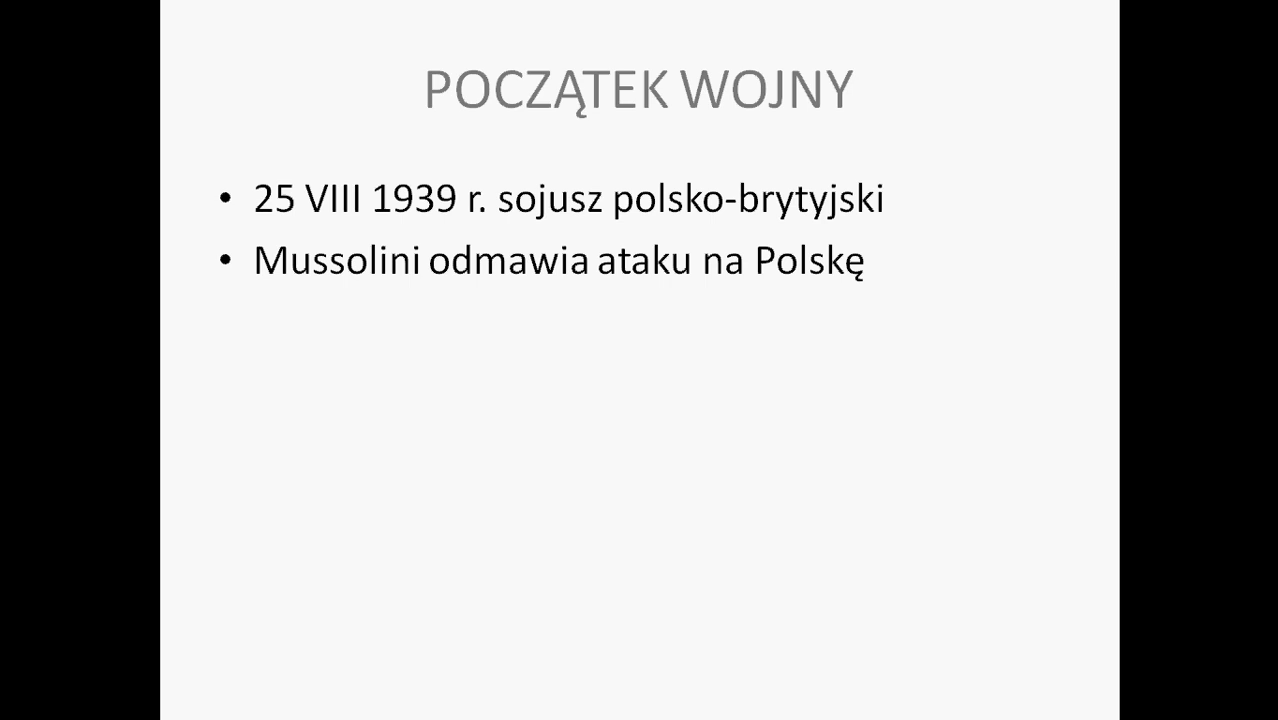 POCZĄTEK WOJNY
• 25 VIII 1939 r. sojusz polsko-brytyjski
• Mussolini odmawia ataku na Polskę